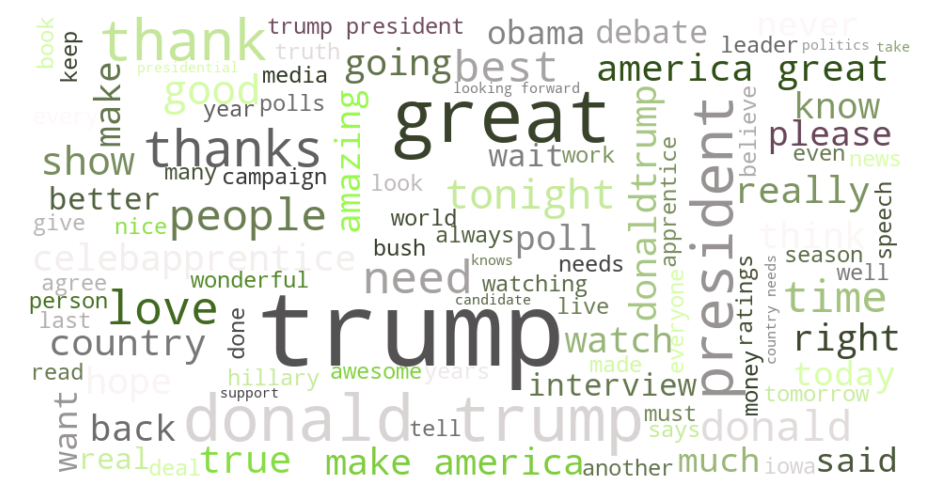 book
keep
thank
trump president
truth
obama
debate
never
leader
politics
take
presidential
make
good
media
year
polls
going
best
looking forward
america great
every
great
know
please
show
thanks
many
campaign
amazing
wait
work
donaldtrump
apprentice
president
believe
even
news
better
people
look
tonight
really
give
nice
world
always
poll
speech
bush
think
celebapprentice
knows
needs
season
well
agree
wonderful
need
watching
everyone
ratings
country needs
person
love
candidate
live
time
last
done
trump
country
watch
right
read
hope
hillary
awesome
years
made
today
support
interview
money
tomorrow
want
back
donald trump
tell
must
says
donald
real
deal
true
make america
another
much
iowa
said